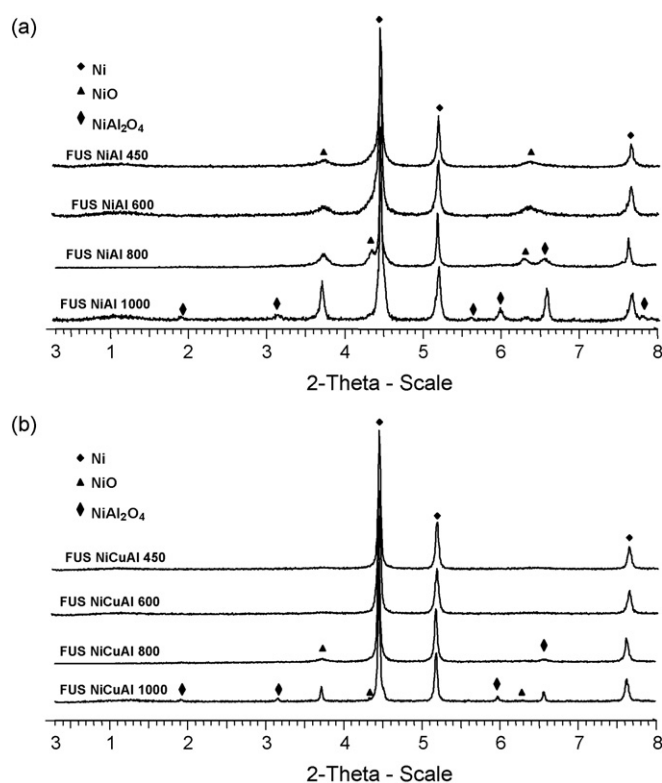 (a)
◆ Ni
▲ NiO
♦ NiAl₂O₄
FUS NiAl 450
FUS NiAl 600
FUS NiAl 800
FUS NiAl 1000
3 1 2 3 4 5 6 7 8
2-Theta - Scale
(b)
◆ Ni
▲ NiO
♦ NiAl₂O₄
FUS NiCuAl 450
FUS NiCuAl 600
FUS NiCuAl 800
FUS NiCuAl 1000
3 1 2 3 4 5 6 7 8
2-Theta - Scale